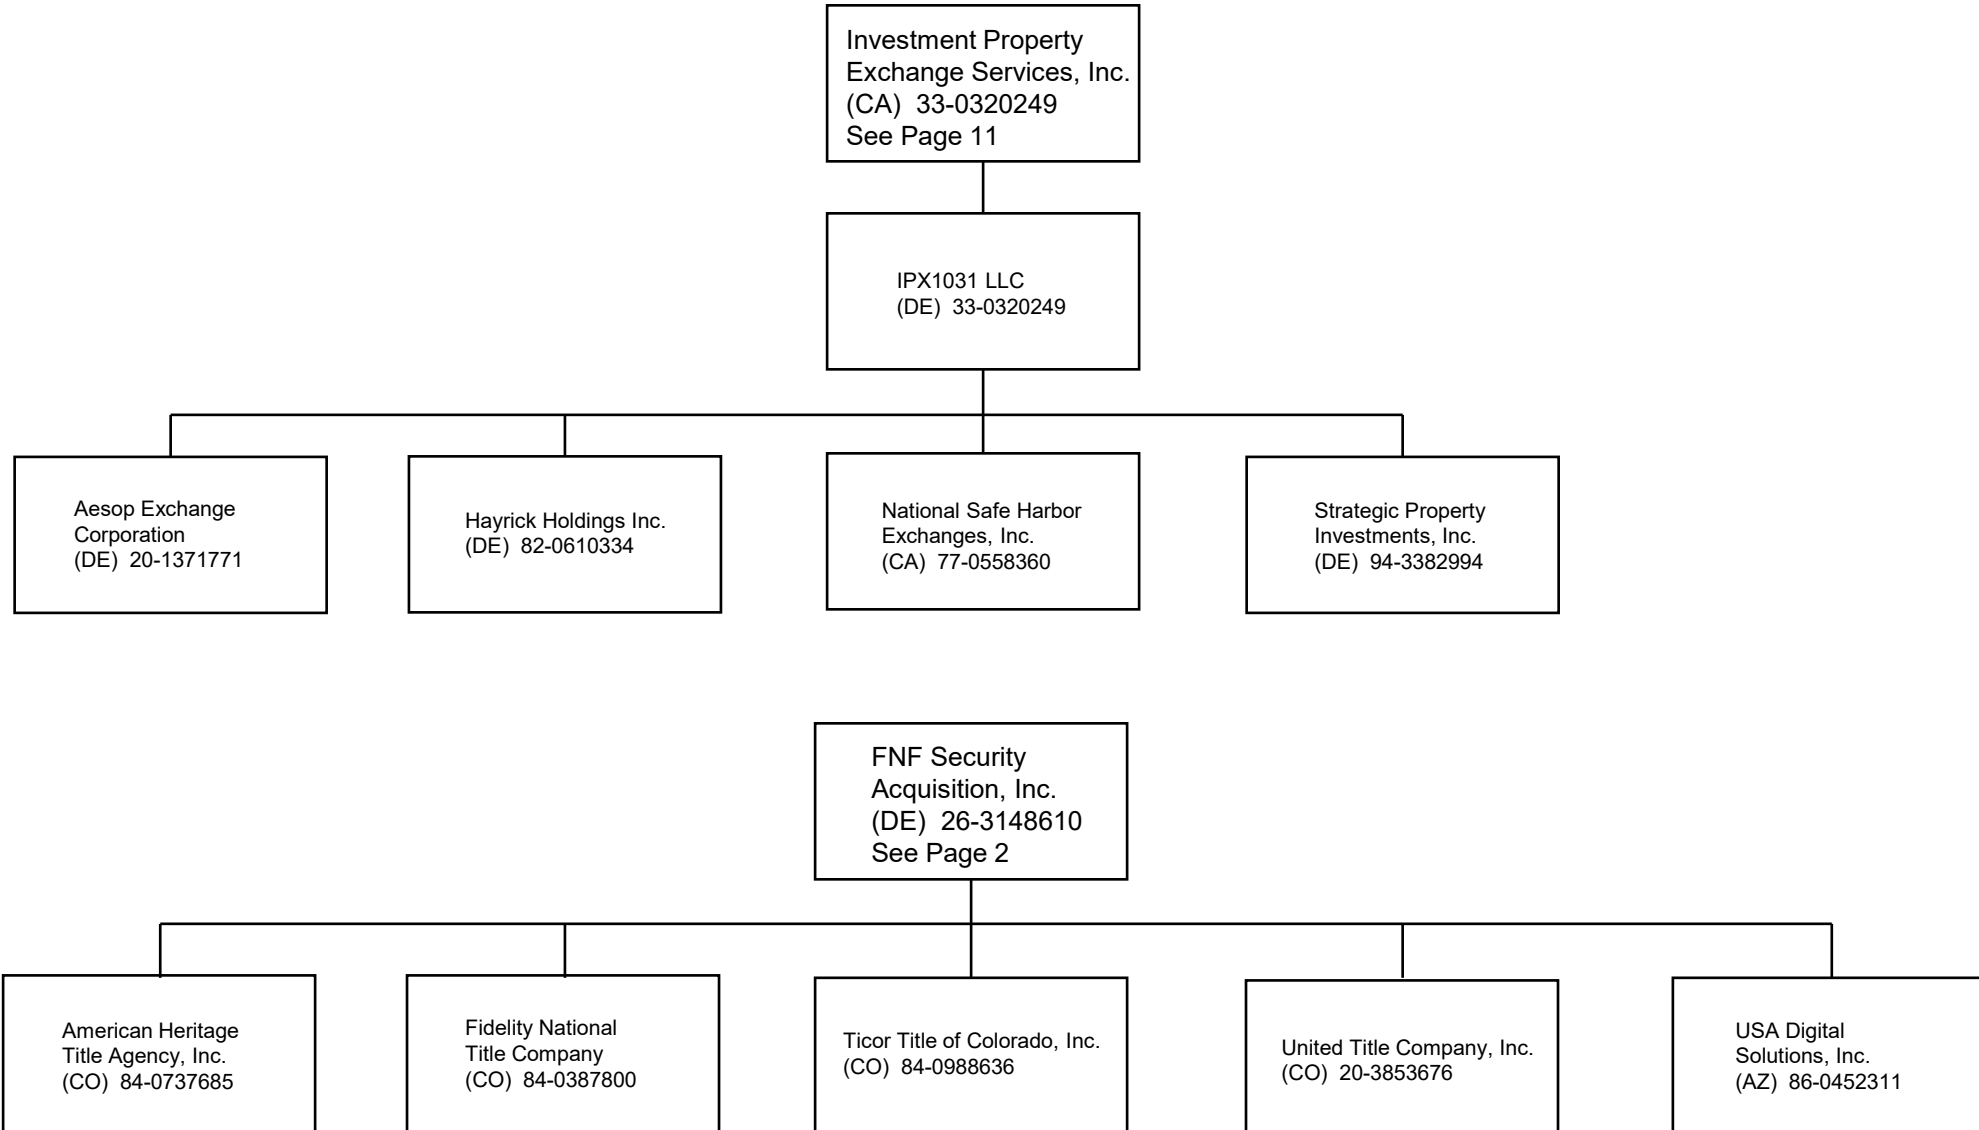 Investment Property
Exchange Services, Inc.
(CA) 33-0320249
See Page 11
IPX1031 LLC
(DE) 33-0320249
Aesop Exchange
Corporation
(DE) 20-1371771
Hayrick Holdings Inc.
(DE) 82-0610334
National Safe Harbor
Exchanges, Inc.
(CA) 77-0558360
Strategic Property
Investments, Inc.
(DE) 94-3382994
FNF Security
Acquisition, Inc.
(DE) 26-3148610
See Page 2
American Heritage
Title Agency, Inc.
(CO) 84-0737685
Fidelity National
Title Company
(CO) 84-0387800
Ticor Title of Colorado, Inc.
(CO) 84-0988636
United Title Company, Inc.
(CO) 20-3853676
USA Digital
Solutions, Inc.
(AZ) 86-0452311